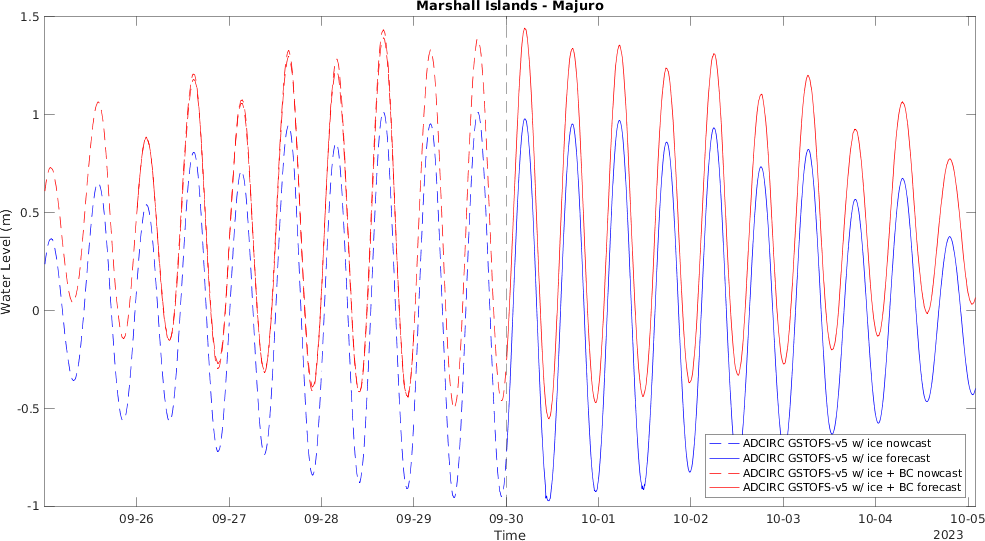 Marshall Islands - Majuro
Water Level (m)
1.5
1
0.5
0
-0.5
-1
ADCIRC GSTOFS-v5 w/ ice nowcast
ADCIRC GSTOFS-v5 w/ ice forecast
ADCIRC GSTOFS-v5 w/ ice + BC nowcast
ADCIRC GSTOFS-v5 w/ ice + BC forecast
09-26 09-27 09-28 09-29 09-30 10-01 10-02 10-03 10-04 10-05
Time
2023